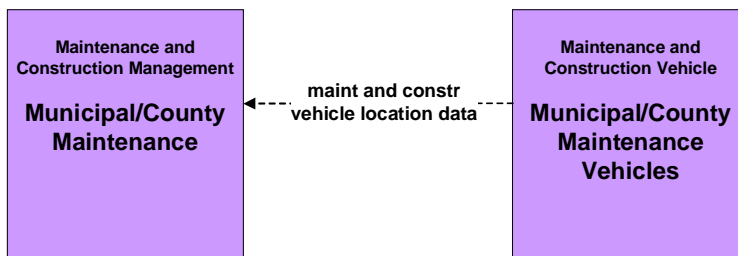 Maintenance and
Construction Management
Municipal/County
Maintenance
maint and constr
vehicle location data
Maintenance and
Construction Vehicle
Municipal/County
Maintenance
Vehicles